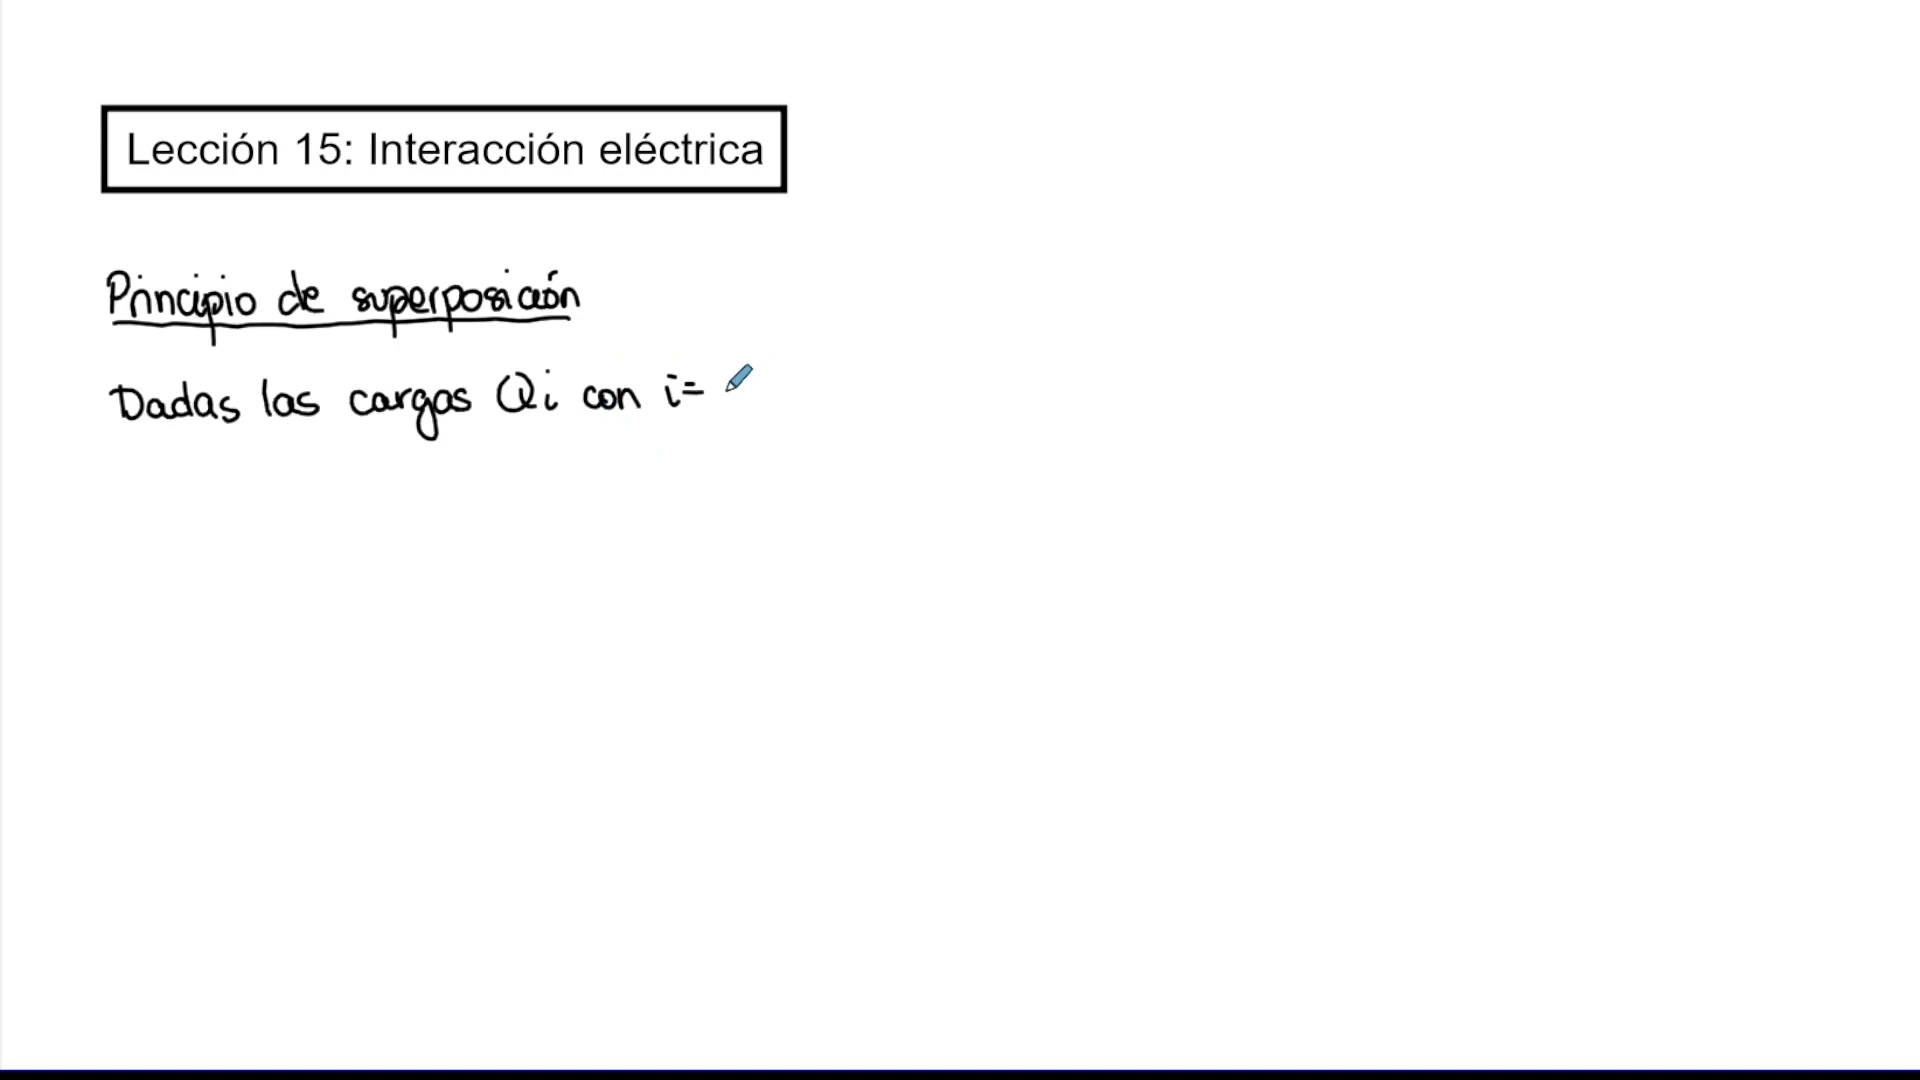 Lección 15: Interacción eléctrica
Principio de superposición
Dadas las cargas Qi con i=